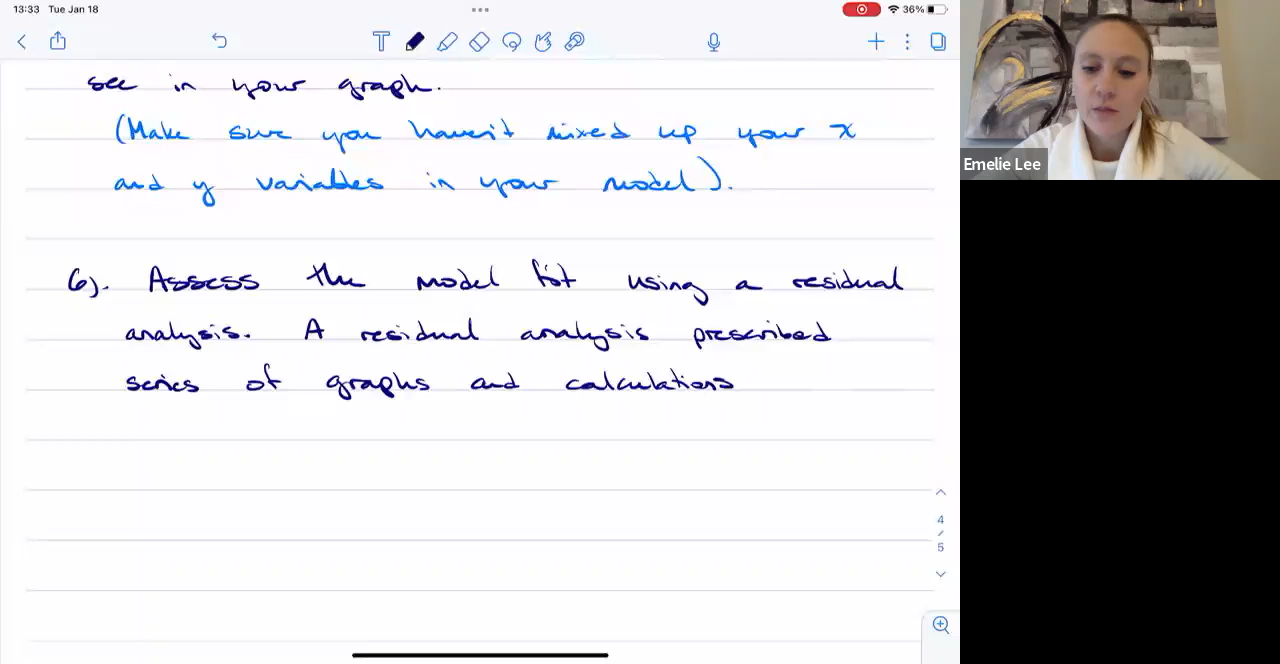 13:33 Tue Jan 18
36%
see in your graph.
(Make sure you haven't mixed up your x
and y variables in your model).
6). Assess the model fit using a residual
analysis. A residual analysis prescribed
series of graphs and calculations
4
5
Emelie Lee